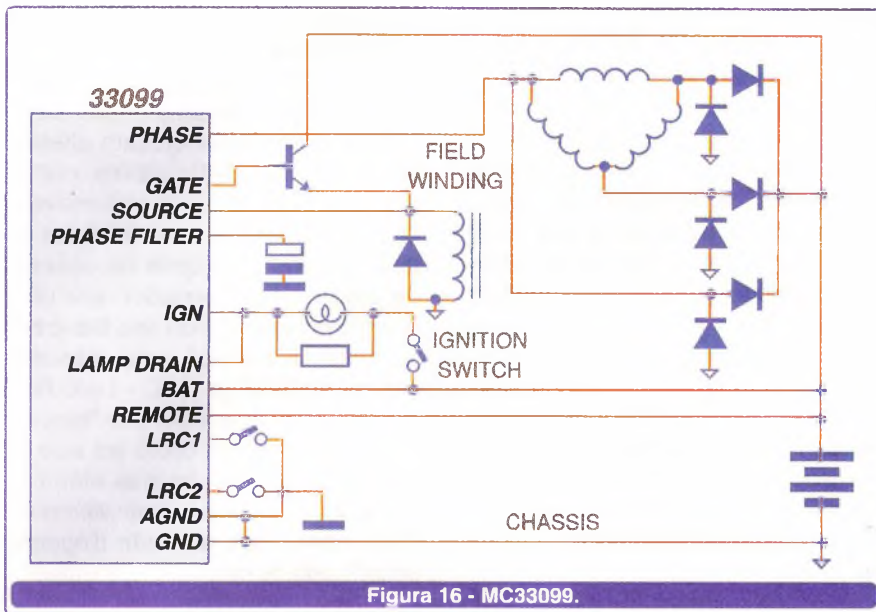 33099
PHASE
GATE
SOURCE
PHASE FILTER
IGN
LAMP DRAIN
BAT
REMOTE
LRC1
LRC2
AGND
GND
FIELD
WINDING
IGNITION
SWITCH
CHASSIS
Figura 16 - MC33099.